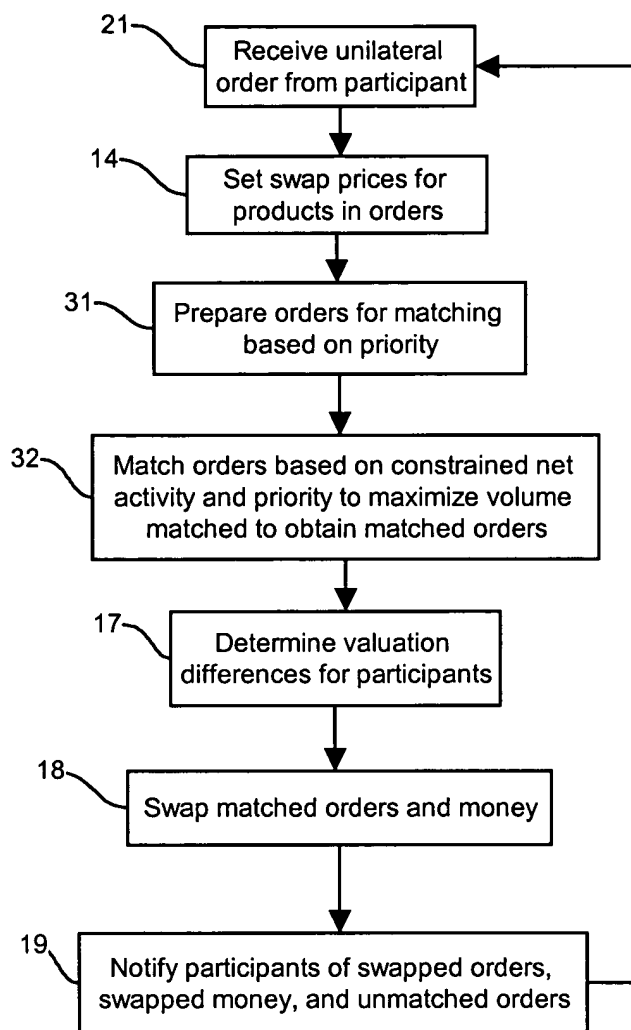 21
Receive unilateral
order from participant
14
Set swap prices for
products in orders
31
Prepare orders for matching
based on priority
32
Match orders based on constrained net
activity and priority to maximize volume
matched to obtain matched orders
17
Determine valuation
differences for participants
18
Swap matched orders and money
19
Notify participants of swapped orders,
swapped money, and unmatched orders